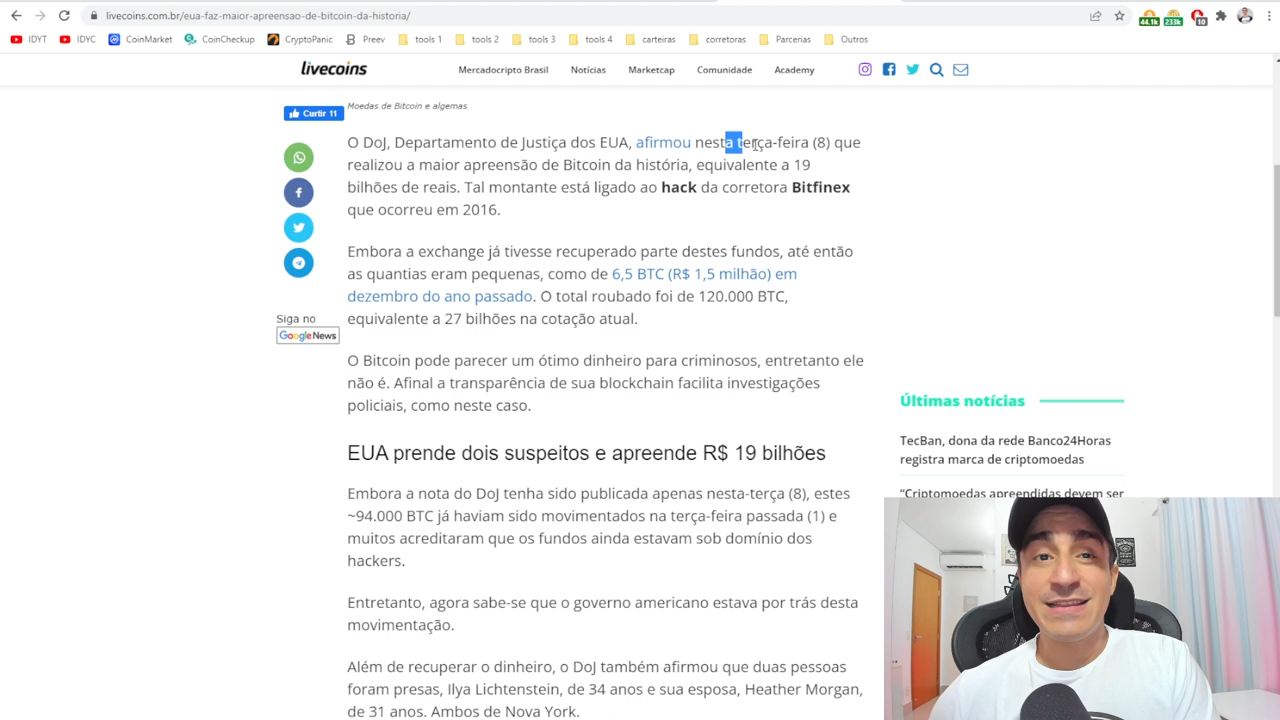 livecoins.com.br/eua-faz-maior-apreensao-de-bitcoin-da-historia/
44.1k 233k 10
IDYT IDYC CoinMarket CoinCheckup CryptoPanic Preev tools 1 tools 2 tools 3 tools 4 carteiras corretoras Parcerias Outros
livecoins Mercadocripto Brasil Notícias Marketcap Comunidade Academy
Curtir 11
Moedas de Bitcoin e algemas
O DoJ, Departamento de Justiça dos EUA, afirmou nesta terça-feira (8) que
realizou a maior apreensão de Bitcoin da história, equivalente a 19
bilhões de reais. Tal montante está ligado ao hack da corretora Bitfinex
que ocorreu em 2016.
Embora a exchange já tivesse recuperado parte destes fundos, até então
as quantias eram pequenas, como de 6,5 BTC (R$ 1,5 milhão) em
dezembro do ano passado. O total roubado foi de 120.000 BTC,
equivalente a 27 bilhões na cotação atual.
Siga no
Google News
O Bitcoin pode parecer um ótimo dinheiro para criminosos, entretanto ele
não é. Afinal a transparência de sua blockchain facilita investigações
policiais, como neste caso.
EUA prende dois suspeitos e apreende R$ 19 bilhões
Embora a nota do DoJ tenha sido publicada apenas nesta-terça (8), estes
~94.000 BTC já haviam sido movimentados na terça-feira passada (1) e
muitos acreditaram que os fundos ainda estavam sob domínio dos
hackers.
Entretanto, agora sabe-se que o governo americano estava por trás desta
movimentação.
Além de recuperar o dinheiro, o DoJ também afirmou que duas pessoas
foram presas, Ilya Lichtenstein, de 34 anos e sua esposa, Heather Morgan,
de 31 anos. Ambos de Nova York.
Últimas notícias
TecBan, dona da rede Banco24Horas
registra marca de criptomoedas
“Criptomoedas apreendidas devem ser